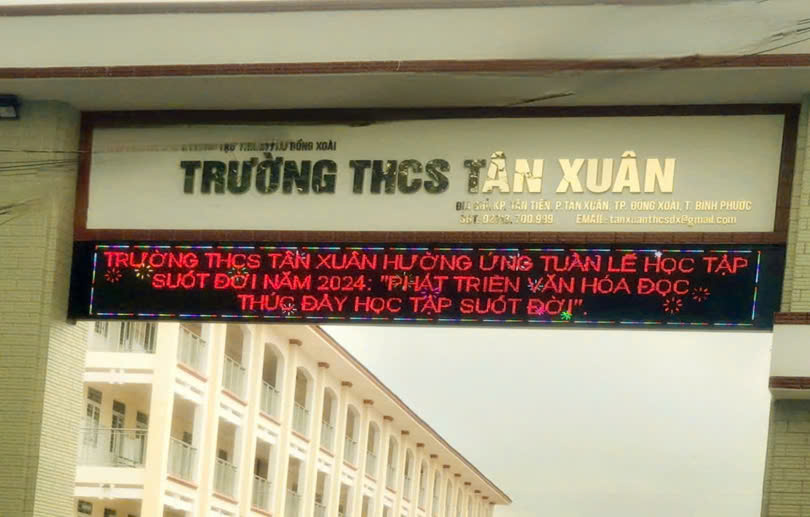 ĐỒNG XOÀI
TRƯỜNG THCS TÂN XUÂN
ĐỊA CHỈ: KP. TÂN TIẾN, P.TÂN XUÂN, TP. ĐỒNG XOÀI, T. BÌNH PHƯỚC
EMAIL: tanxuanthcsdx@gmail.com
TRƯỜNG THCS TÂN XUÂN HƯỞNG ỨNG TUẦN LỄ HỌC TẬP
SUỐT ĐỜI NĂM 2024: "PHÁT TRIỂN VĂN HÓA ĐỌC
THÚC ĐẨY HỌC TẬP SUỐT ĐỜI".